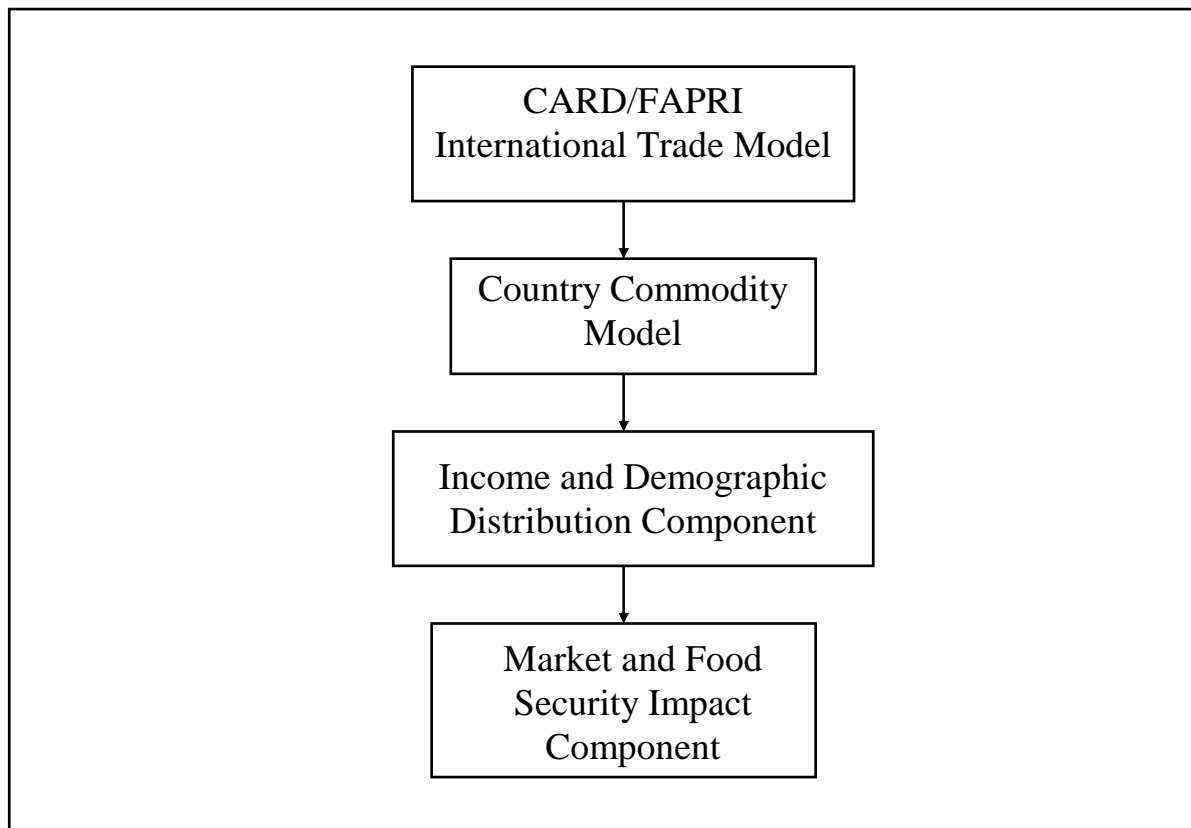 CARD/FAPRI
International Trade Model
Country Commodity
Model
Income and Demographic
Distribution Component
Market and Food
Security Impact
Component